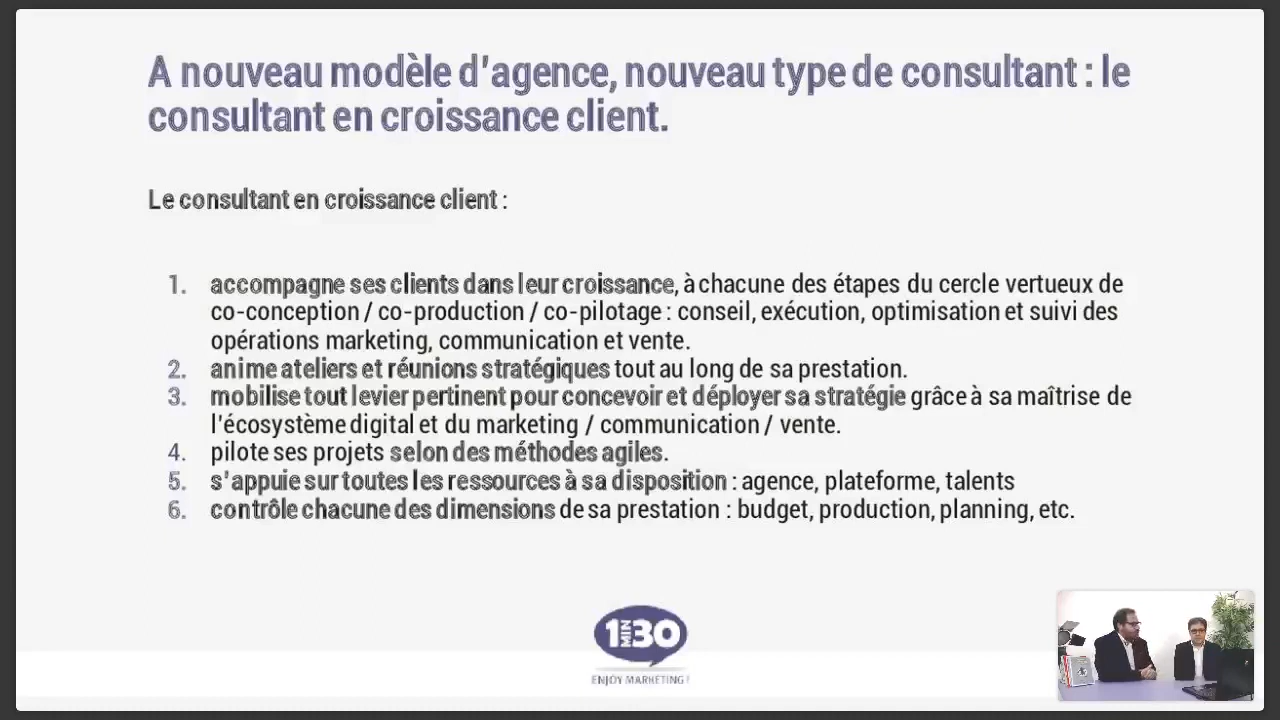 A nouveau modèle d'agence, nouveau type de consultant : le
consultant en croissance client.
Le consultant en croissance client :
1. accompagne ses clients dans leur croissance, à chacune des étapes du cercle vertueux de
co-conception / co-production / co-pilotage : conseil, exécution, optimisation et suivi des
opérations marketing, communication et vente.
2. anime ateliers et réunions stratégiques tout au long de sa prestation.
3. mobilise tout levier pertinent pour concevoir et déployer sa stratégie grâce à sa maîtrise de
l'écosystème digital et du marketing / communication / vente.
4. pilote ses projets selon des méthodes agiles.
5. s'appuie sur toutes les ressources à sa disposition : agence, plateforme, talents
6. contrôle chacune des dimensions de sa prestation : budget, production, planning, etc.
1MIN30
ENJOY MARKETING !